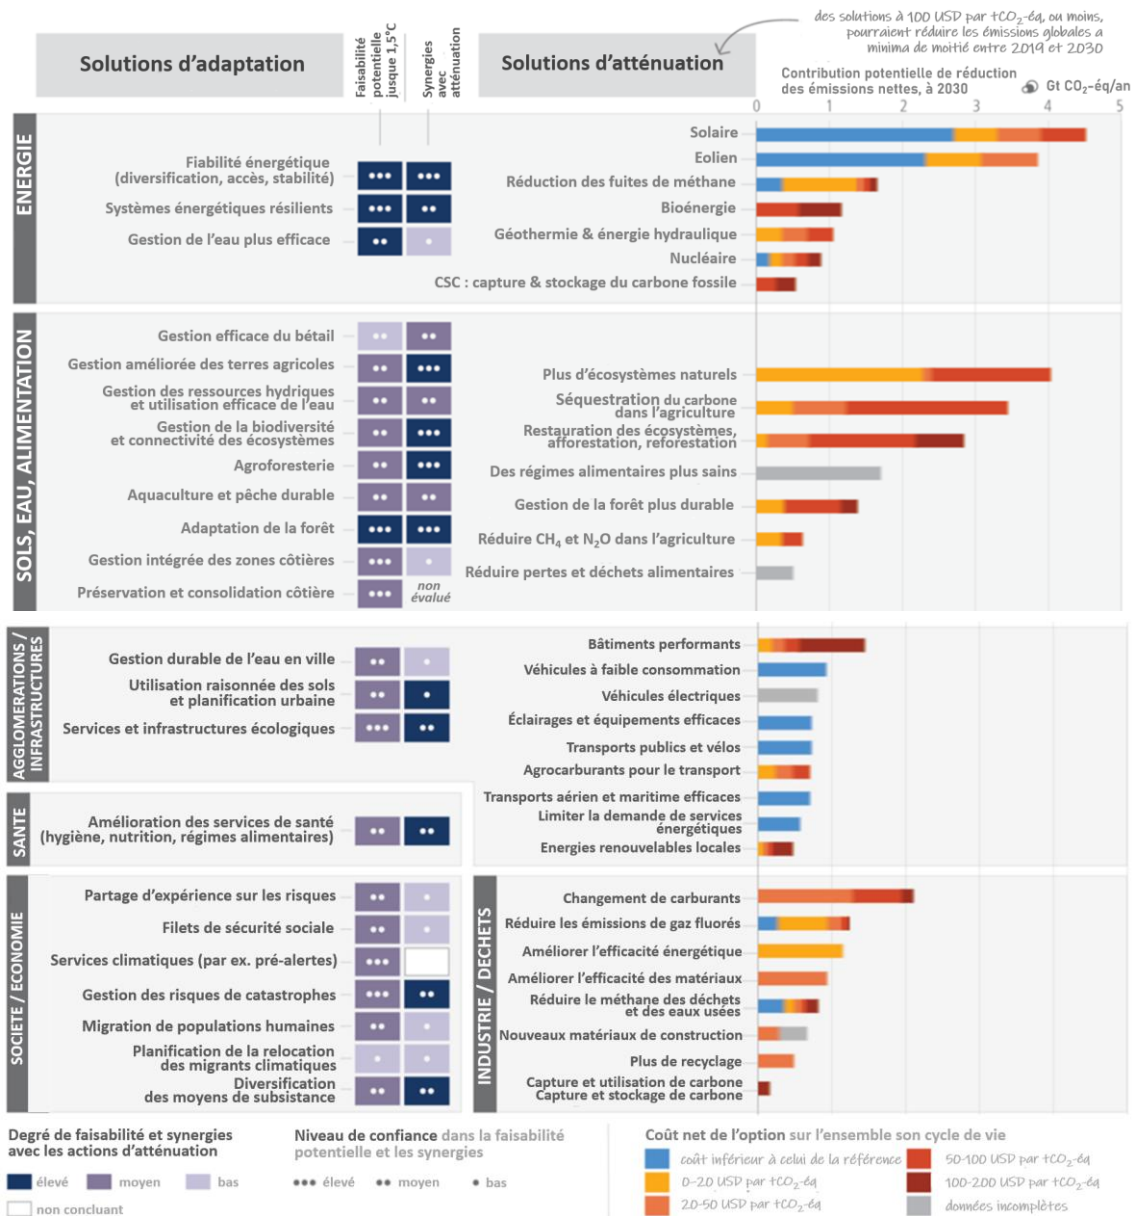 des solutions à 100 USD par tCO₂-éq, ou moins,
pourraient réduire les émissions globales a
minima de moitié entre 2019 et 2030
Solutions d'adaptation
Faisabilité
potentielle
jusque 1,5°C
Synergies
avec
atténuation
Solutions d'atténuation
Contribution potentielle de réduction
des émissions nettes, à 2030
Gt CO₂-éq/an
0 1 2 3 4 5
ENERGIE
Fiabilité énergétique
(diversification, accès, stabilité)
Systèmes énergétiques résilients
Gestion de l'eau plus efficace
Solaire
Eolien
Réduction des fuites de méthane
Bioénergie
Géothermie & énergie hydraulique
Nucléaire
CSC : capture & stockage du carbone fossile
SOLS, EAU, ALIMENTATION
Gestion efficace du bétail
Gestion améliorée des terres agricoles
Gestion des ressources hydriques
et utilisation efficace de l'eau
Gestion de la biodiversité
et connectivité des écosystèmes
Agroforesterie
Aquaculture et pêche durable
Adaptation de la forêt
Gestion intégrée des zones côtières
Préservation et consolidation côtière
non
évalué
Plus d'écosystèmes naturels
Séquestration du carbone
dans l'agriculture
Restauration des écosystèmes,
afforestation, reforestation
Des régimes alimentaires plus sains
Gestion de la forêt plus durable
Réduire CH₄ et N₂O dans l'agriculture
Réduire pertes et déchets alimentaires
AGGLOMERATIONS /
INFRASTRUCTURES
Gestion durable de l'eau en ville
Utilisation raisonnée des sols
et planification urbaine
Services et infrastructures écologiques
Bâtiments performants
Véhicules à faible consommation
Véhicules électriques
Éclairages et équipements efficaces
Transports publics et vélos
Agrocarburants pour le transport
Transports aérien et maritime efficaces
Limiter la demande de services
énergétiques
Energies renouvelables locales
SANTE
Amélioration des services de santé
(hygiène, nutrition, régimes alimentaires)
SOCIETE / ECONOMIE
Partage d'expérience sur les risques
Filets de sécurité sociale
Services climatiques (par ex. pré-alertes)
Gestion des risques de catastrophes
Migration de populations humaines
Planification de la relocation
des migrants climatiques
Diversification
des moyens de subsistance
INDUSTRIE / DECHETS
Changement de carburants
Réduire les émissions de gaz fluorés
Améliorer l'efficacité énergétique
Améliorer l'efficacité des matériaux
Réduire le méthane des déchets
et des eaux usées
Nouveaux matériaux de construction
Plus de recyclage
Capture et utilisation de carbone
Capture et stockage de carbone
Degré de faisabilité et synergies
avec les actions d'atténuation
élevé moyen bas
non concluant
Niveau de confiance dans la faisabilité
potentielle et les synergies
••• élevé •• moyen • bas
Coût net de l'option sur l'ensemble son cycle de vie
coût inférieur à celui de la référence
0-20 USD par tCO₂-éq
20-50 USD par tCO₂-éq
50-100 USD par tCO₂-éq
100-200 USD par tCO₂-éq
données incomplètes